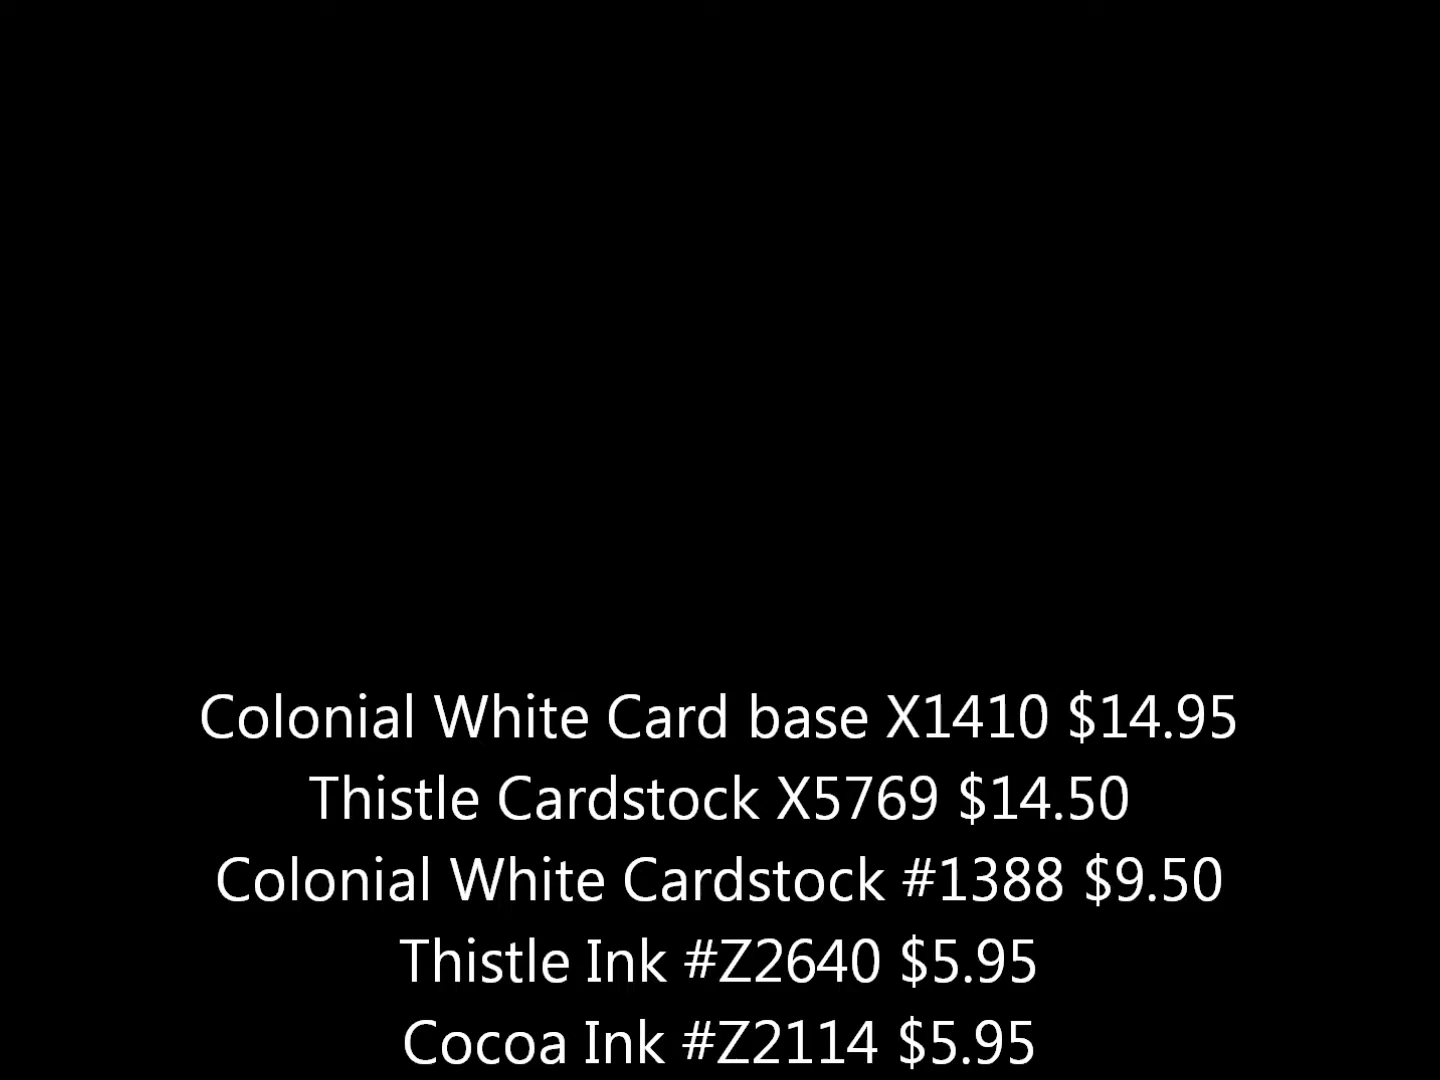 Colonial White Card base X1410 $14.95
Thistle Cardstock X5769 $14.50
Colonial White Cardstock #1388 $9.50
Thistle Ink #Z2640 $5.95
Cocoa Ink #Z2114 $5.95